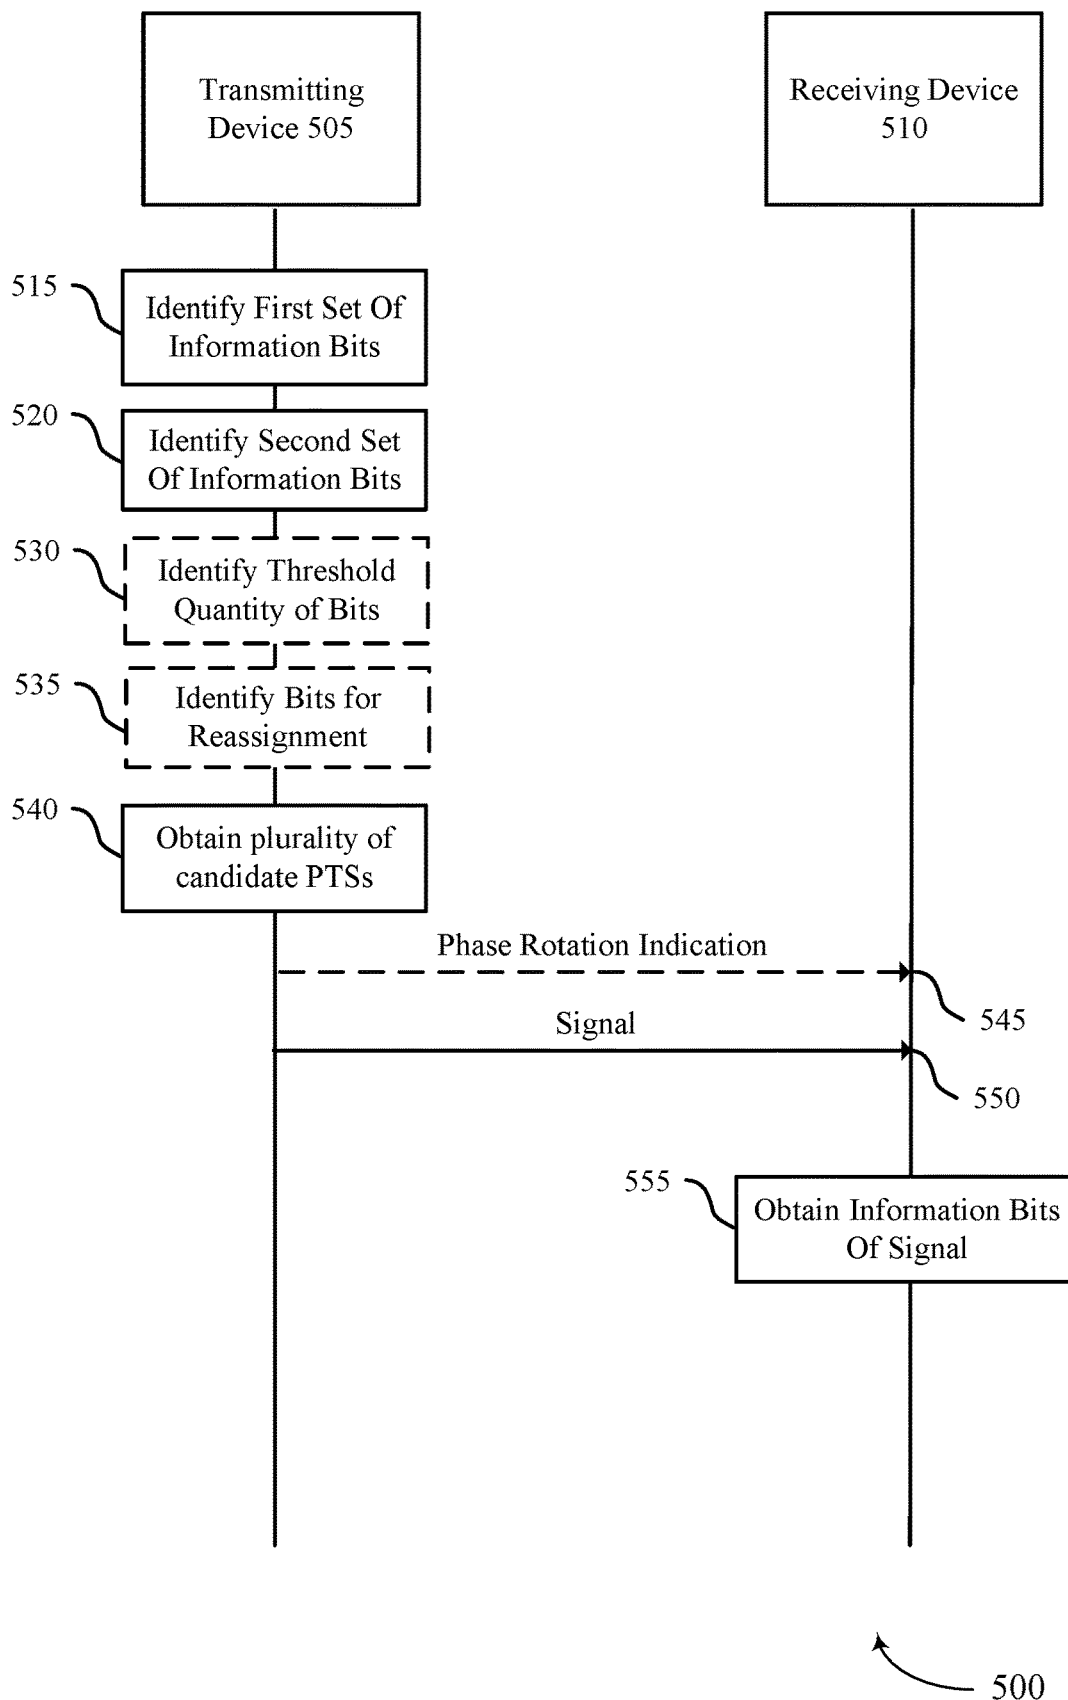 Transmitting
Device 505
Receiving Device
510
515
Identify First Set Of
Information Bits
520
Identify Second Set
Of Information Bits
530
Identify Threshold
Quantity of Bits
535
Identify Bits for
Reassignment
540
Obtain plurality of
candidate PTSs
Phase Rotation Indication
545
Signal
550
555
Obtain Information Bits
Of Signal
500